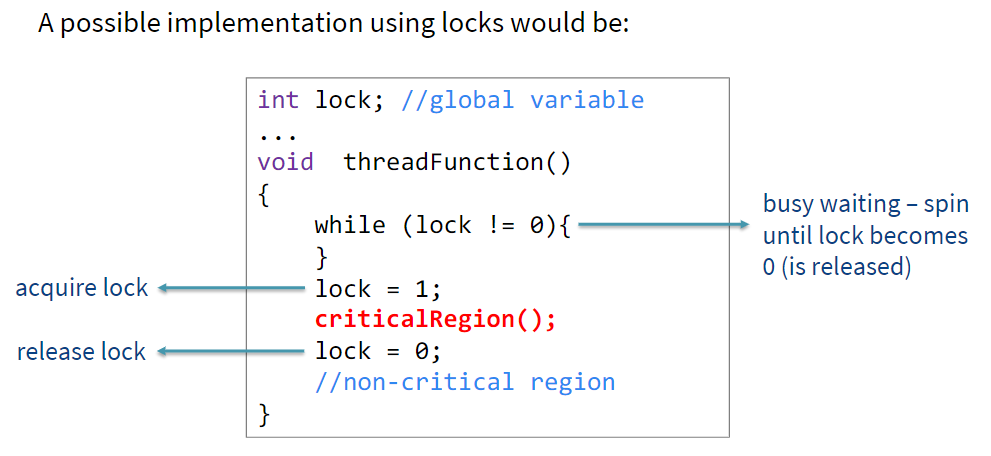 A possible implementation using locks would be:
int lock; //global variable
...
void  threadFunction()
{
    while (lock != 0){
    }
    lock = 1;
    criticalRegion();
    lock = 0;
    //non-critical region
}
busy waiting – spin
until lock becomes
0 (is released)
acquire lock
release lock